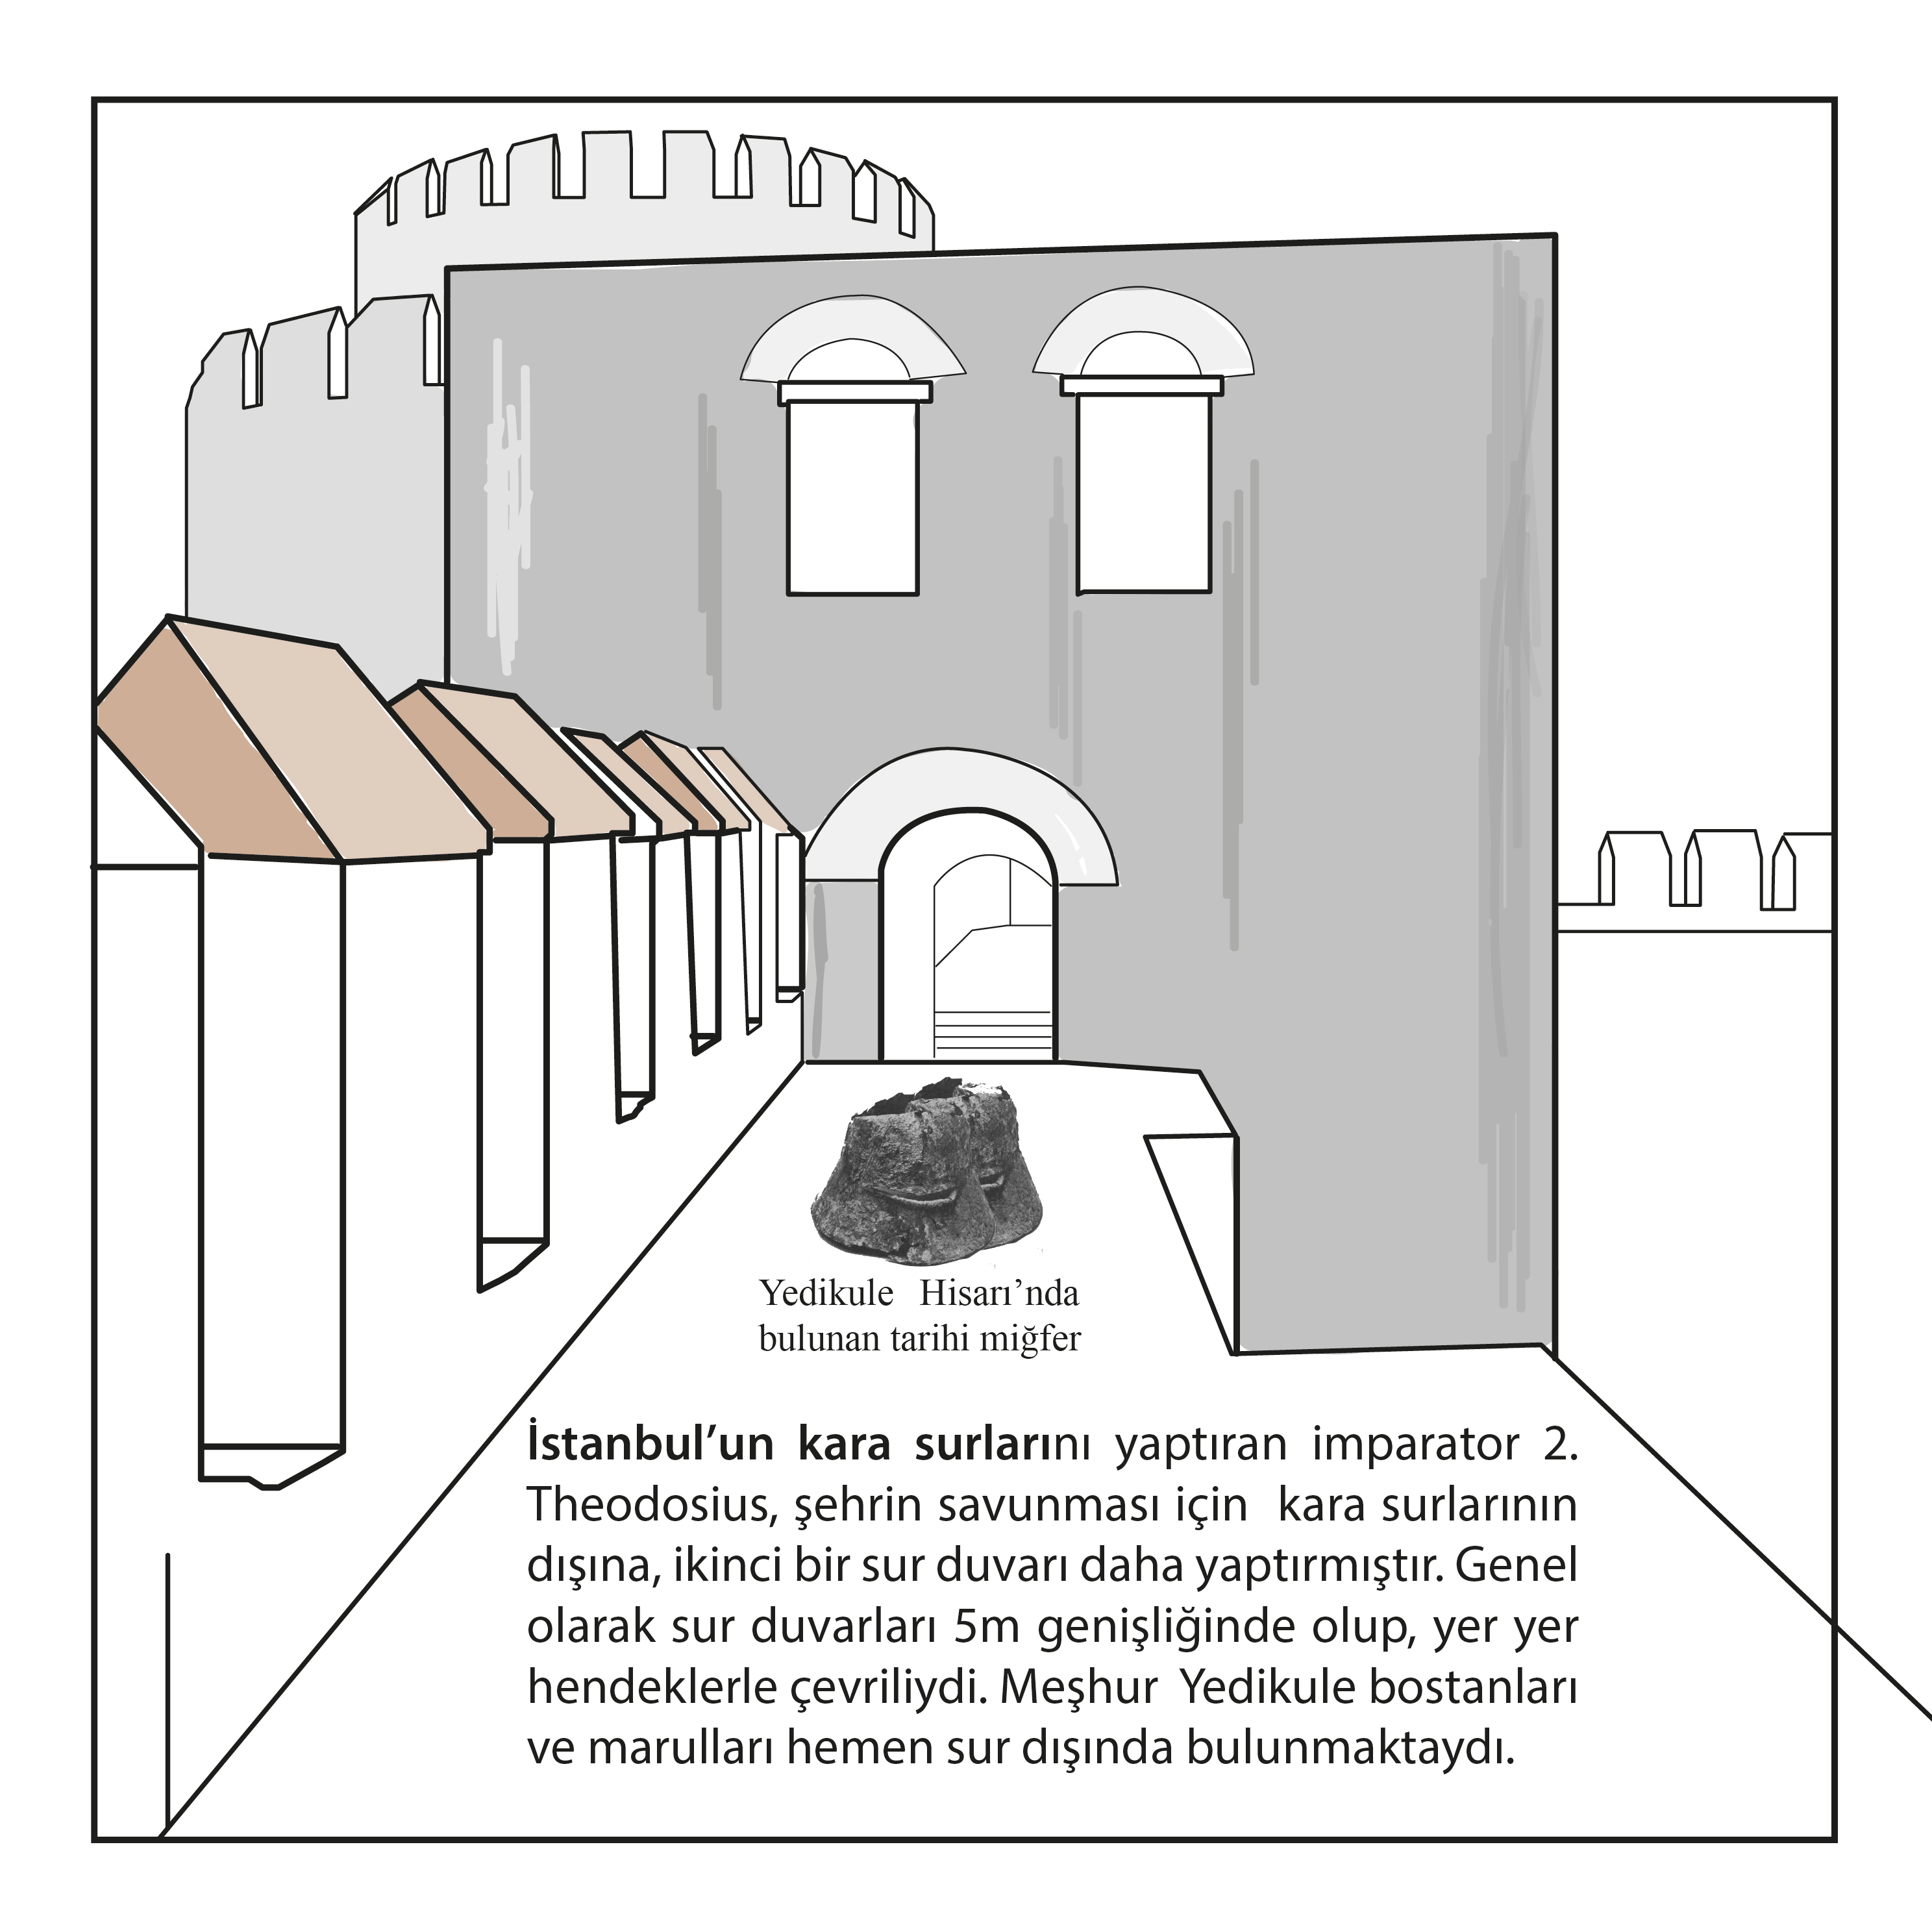 Yedikule Hisarı’nda
bulunan tarihi miğfer
İstanbul’un kara surlarını yaptıran imparator 2.
Theodosius, şehrin savunması için kara surlarının
dışına, ikinci bir sur duvarı daha yaptırmıştır. Genel
olarak sur duvarları 5m genişliğinde olup, yer yer
hendeklerle çevriliydi. Meşhur Yedikule bostanları
ve marulları hemen sur dışında bulunmaktaydı.